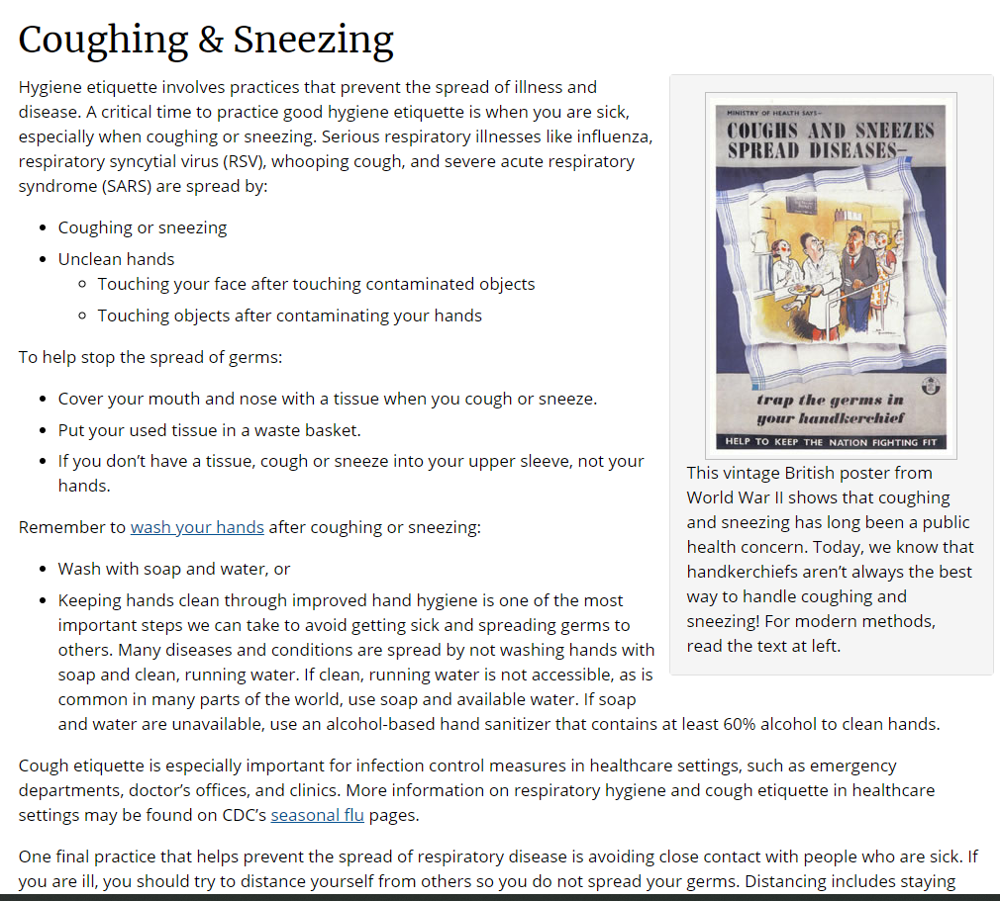 Coughing & Sneezing
Hygiene etiquette involves practices that prevent the spread of illness and
disease. A critical time to practice good hygiene etiquette is when you are sick,
especially when coughing or sneezing. Serious respiratory illnesses like influenza,
respiratory syncytial virus (RSV), whooping cough, and severe acute respiratory
syndrome (SARS) are spread by:
• Coughing or sneezing
• Unclean hands
◦ Touching your face after touching contaminated objects
◦ Touching objects after contaminating your hands
To help stop the spread of germs:
• Cover your mouth and nose with a tissue when you cough or sneeze.
• Put your used tissue in a waste basket.
• If you don’t have a tissue, cough or sneeze into your upper sleeve, not your
hands.
Remember to wash your hands after coughing or sneezing:
• Wash with soap and water, or
• Keeping hands clean through improved hand hygiene is one of the most
important steps we can take to avoid getting sick and spreading germs to
others. Many diseases and conditions are spread by not washing hands with
soap and clean, running water. If clean, running water is not accessible, as is
common in many parts of the world, use soap and available water. If soap
and water are unavailable, use an alcohol-based hand sanitizer that contains at least 60% alcohol to clean hands.
MINISTRY OF HEALTH SAYS–
COUGHS AND SNEEZES
SPREAD DISEASES–
trap the germs in
your handkerchief
HELP TO KEEP THE NATION FIGHTING FIT
This vintage British poster from
World War II shows that coughing
and sneezing has long been a public
health concern. Today, we know that
handkerchiefs aren’t always the best
way to handle coughing and
sneezing! For modern methods,
read the text at left.
Cough etiquette is especially important for infection control measures in healthcare settings, such as emergency
departments, doctor’s offices, and clinics. More information on respiratory hygiene and cough etiquette in healthcare
settings may be found on CDC’s seasonal flu pages.
One final practice that helps prevent the spread of respiratory disease is avoiding close contact with people who are sick. If
you are ill, you should try to distance yourself from others so you do not spread your germs. Distancing includes staying